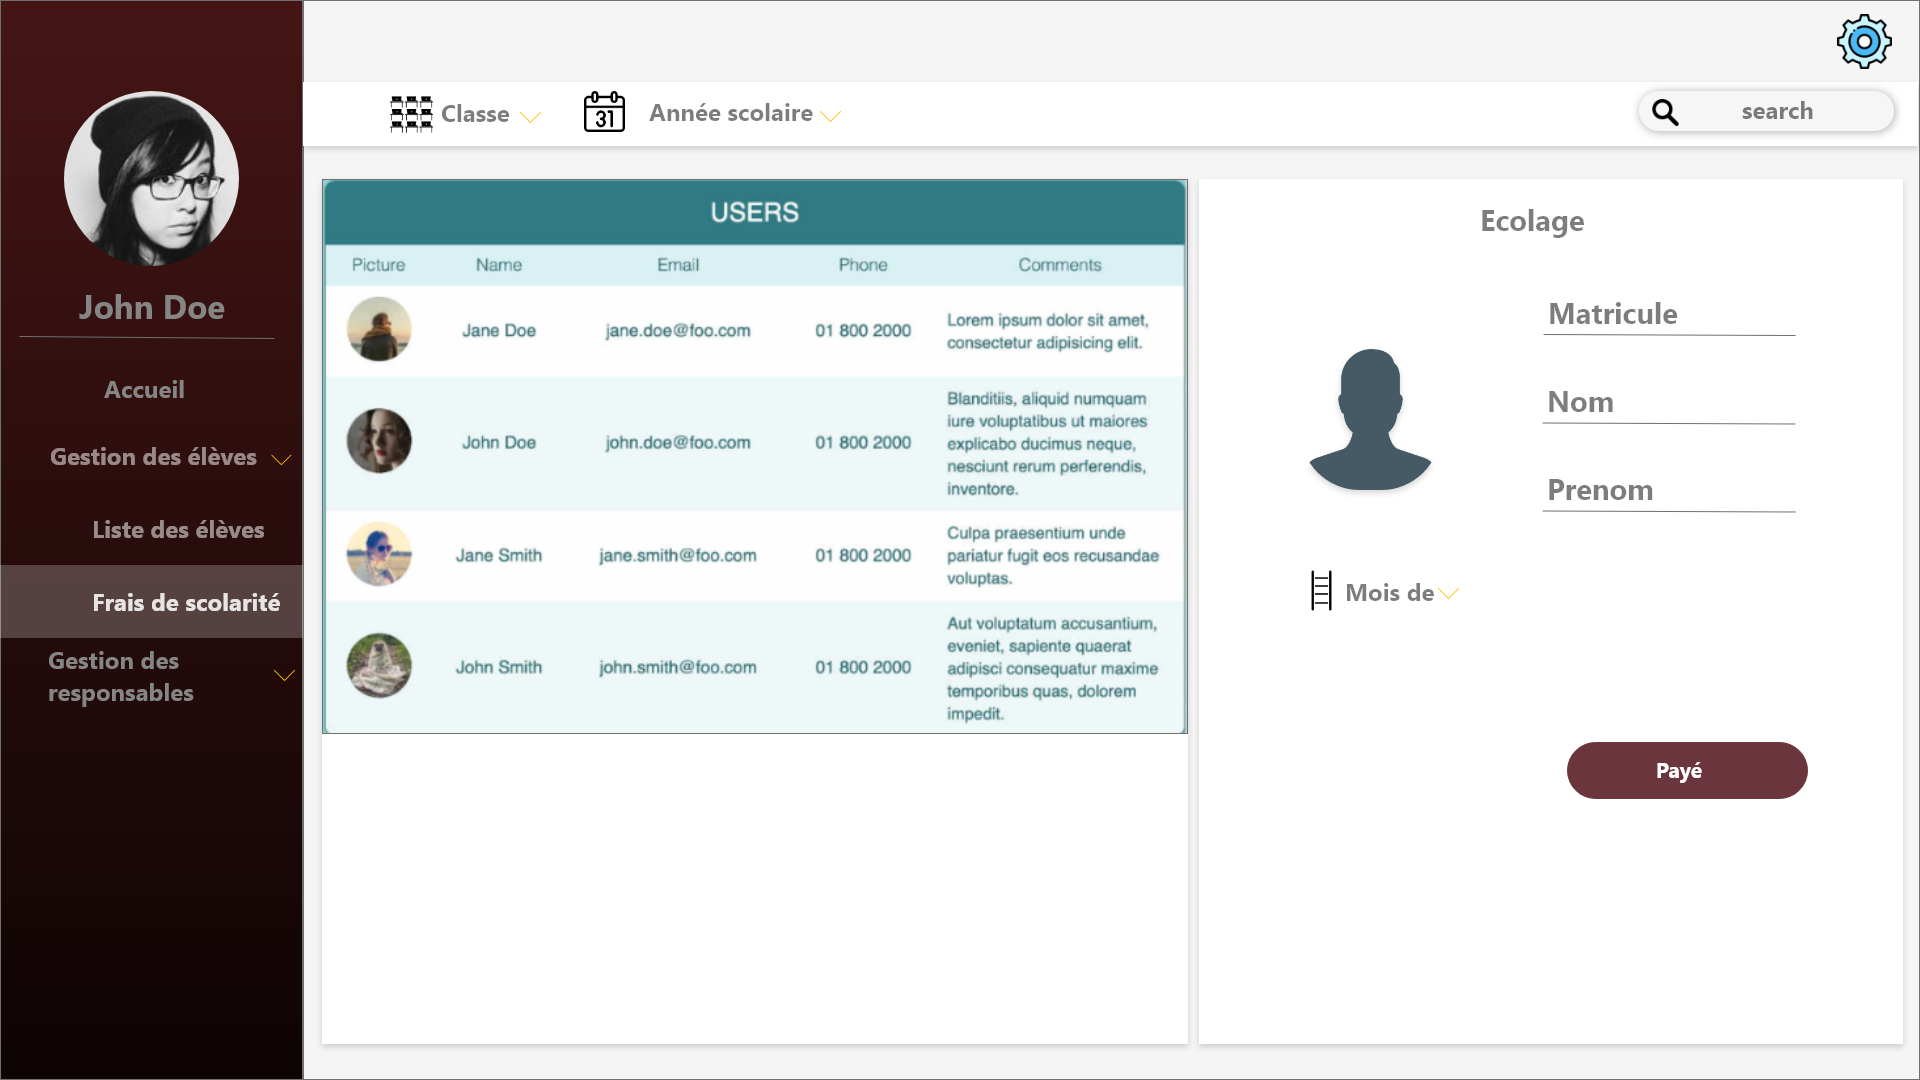 John Doe
Accueil
Gestion des élèves
Liste des élèves
Frais de scolarité
Gestion des
responsables
Classe
31
Année scolaire
search
USERS
Picture Name Email Phone Comments
Jane Doe jane.doe@foo.com 01 800 2000 Lorem ipsum dolor sit amet,
consectetur adipisicing elit.
John Doe john.doe@foo.com 01 800 2000 Blanditiis, aliquid numquam
iure voluptatibus ut maiores
explicabo ducimus neque,
nesciunt rerum perferendis,
inventore.
Jane Smith jane.smith@foo.com 01 800 2000 Culpa praesentium unde
pariatur fugit eos recusandae
voluptas.
John Smith john.smith@foo.com 01 800 2000 Aut voluptatum accusantium,
eveniet, sapiente quaerat
adipisci consequatur maxime
temporibus quas, dolorem
impedit.
Ecolage
Matricule
Nom
Prenom
Mois de
Payé